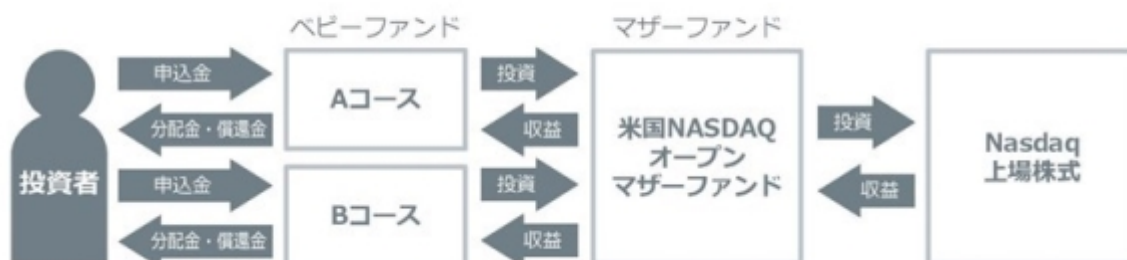 ベビーファンド
マザーファンド
投資者
申込金
分配金・償還金
申込金
分配金・償還金
Aコース
Bコース
投資
収益
投資
収益
米国NASDAQ
オープン
マザーファンド
投資
収益
Nasdaq
上場株式